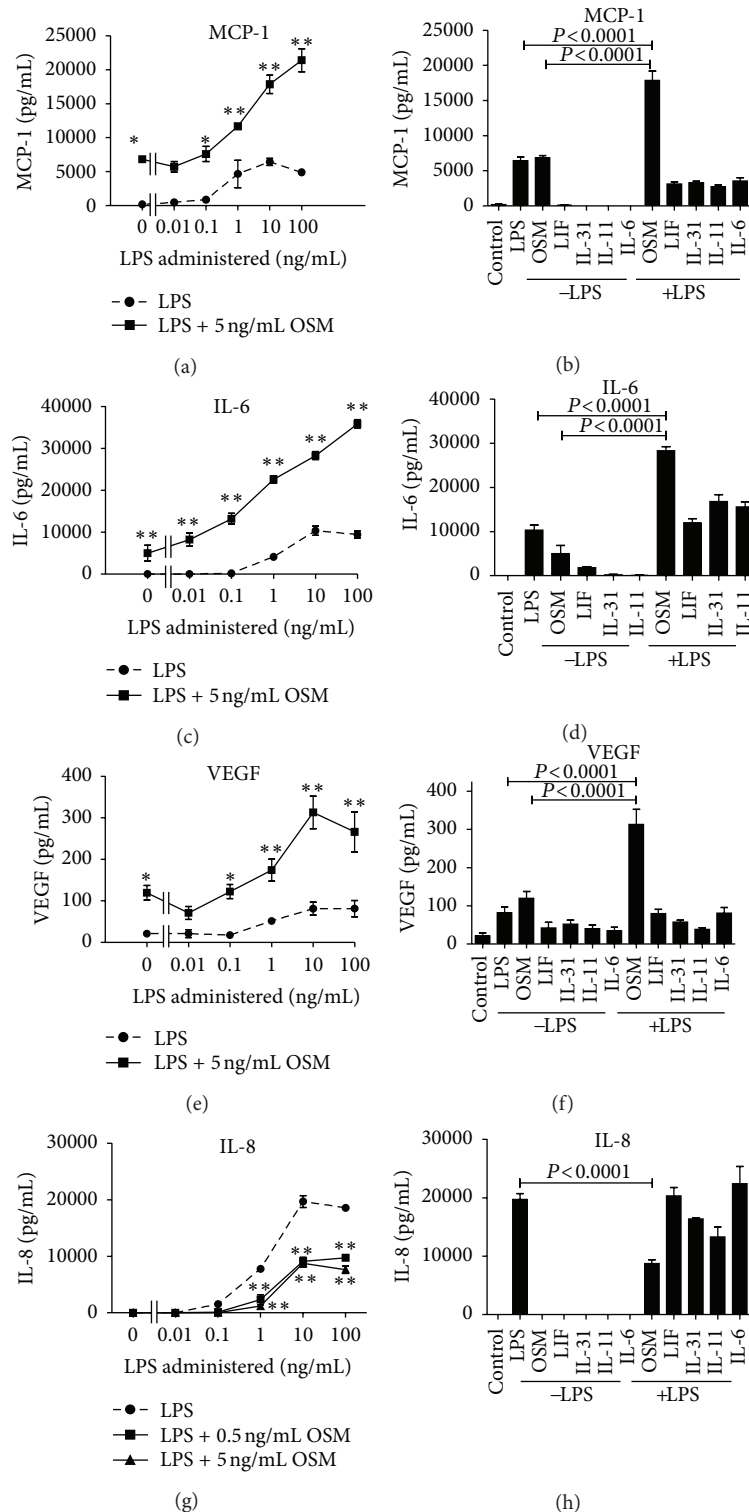 MCP-1
25000
20000
15000
10000
5000
0
MCP-1 (pg/mL)
* * ** ** **
0 0.01 0.1 1 10 100
LPS administered (ng/mL)
LPS
LPS + 5 ng/mL OSM
(a)
MCP-1
P < 0.0001
P < 0.0001
25000
20000
15000
10000
5000
0
MCP-1 (pg/mL)
Control LPS OSM LIF IL-31 IL-11 IL-6 OSM LIF IL-31 IL-11 IL-6
−LPS +LPS
(b)
IL-6
40000
30000
20000
10000
0
IL-6 (pg/mL)
** ** ** ** ** **
0 0.01 0.1 1 10 100
LPS administered (ng/mL)
LPS
LPS + 5 ng/mL OSM
(c)
IL-6
P < 0.0001
P < 0.0001
40000
30000
20000
10000
0
IL-6 (pg/mL)
Control LPS OSM LIF IL-31 IL-11 OSM LIF IL-31 IL-11
−LPS +LPS
(d)
VEGF
400
300
200
100
0
VEGF (pg/mL)
* * ** ** **
0 0.01 0.1 1 10 100
LPS administered (ng/mL)
LPS
LPS + 5 ng/mL OSM
(e)
VEGF
P < 0.0001
P < 0.0001
400
300
200
100
0
VEGF (pg/mL)
Control LPS OSM LIF IL-31 IL-11 IL-6 OSM LIF IL-31 IL-11 IL-6
−LPS +LPS
(f)
IL-8
30000
20000
10000
0
IL-8 (pg/mL)
** ** **
** ** **
0 0.01 0.1 1 10 100
LPS administered (ng/mL)
LPS
LPS + 0.5 ng/mL OSM
LPS + 5 ng/mL OSM
(g)
IL-8
P < 0.0001
30000
20000
10000
0
IL-8 (pg/mL)
Control LPS OSM LIF IL-31 IL-11 IL-6 OSM LIF IL-31 IL-11 IL-6
−LPS +LPS
(h)